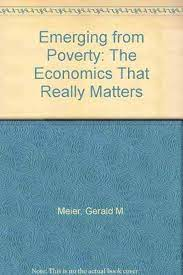 Emerging from
Poverty: The
Economics That
Really Matters
Meier, Gerald M.
Note: This is not the actual book cover